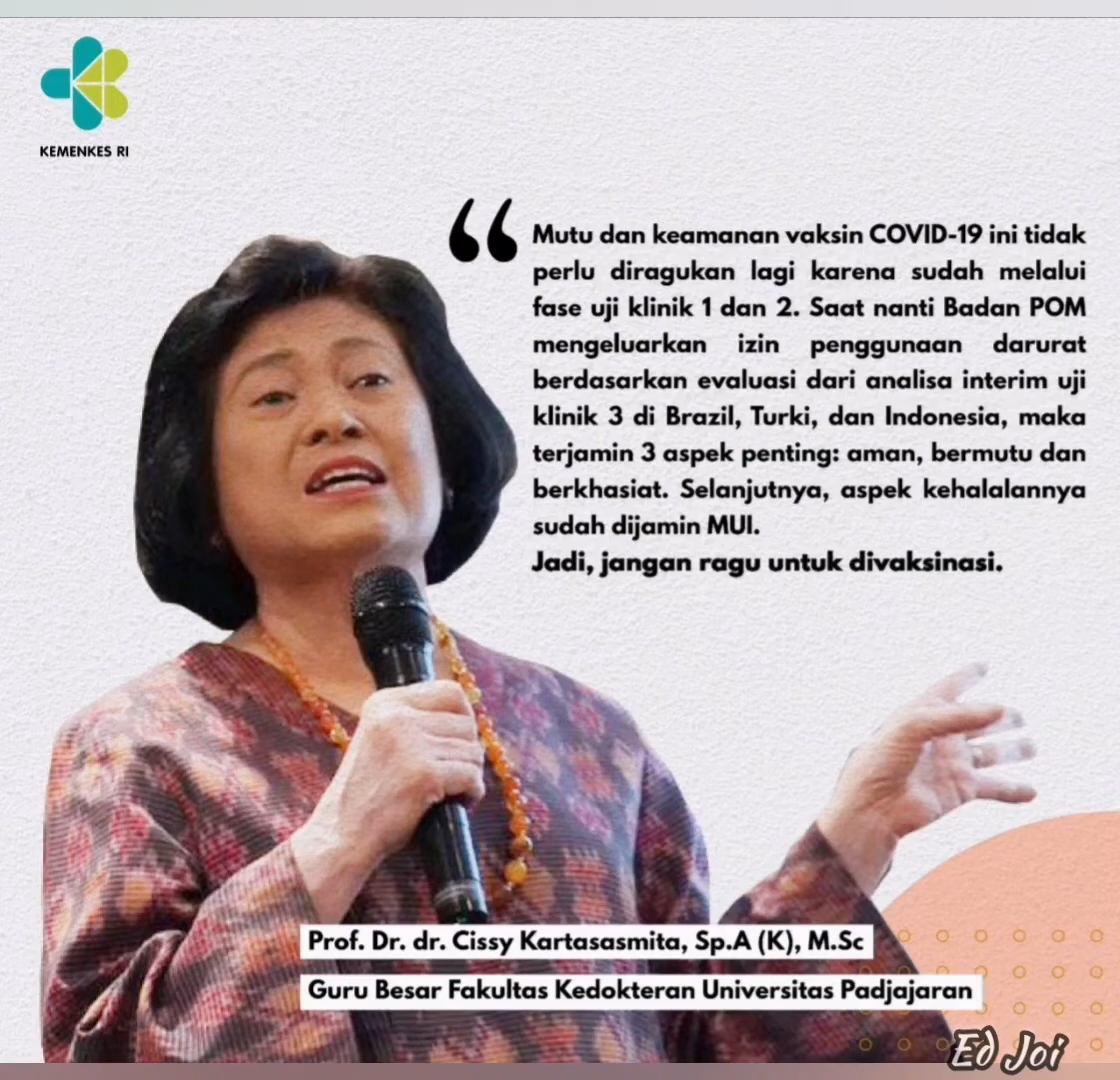 KEMENKES RI
“ Mutu dan keamanan vaksin COVID-19 ini tidak
perlu diragukan lagi karena sudah melalui
fase uji klinik 1 dan 2. Saat nanti Badan POM
mengeluarkan izin penggunaan darurat
berdasarkan evaluasi dari analisa interim uji
klinik 3 di Brazil, Turki, dan Indonesia, maka
terjamin 3 aspek penting: aman, bermutu dan
berkhasiat. Selanjutnya, aspek kehalalannya
sudah dijamin MUI.
Jadi, jangan ragu untuk divaksinasi.
Prof. Dr. dr. Cissy Kartasasmita, Sp.A (K), M.Sc
Guru Besar Fakultas Kedokteran Universitas Padjajaran
Ed Joi